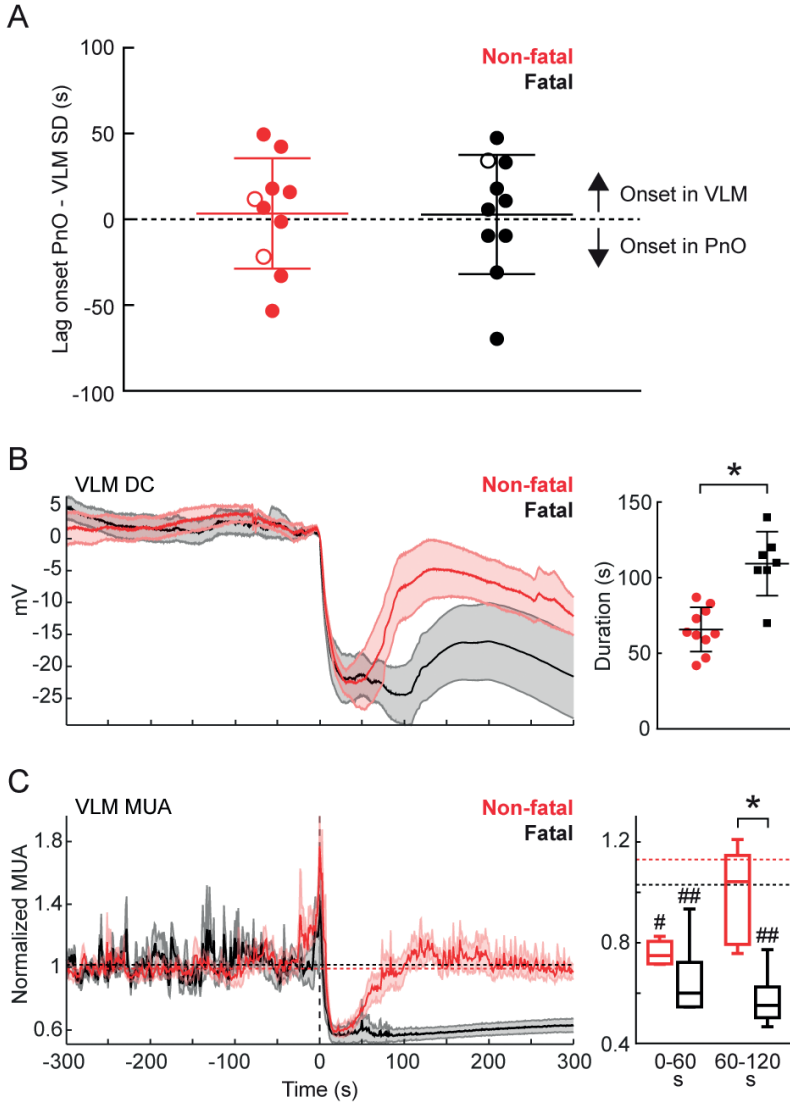 A
Lag onset PnO - VLM SD (s)
100
50
0
-50
-100
Non-fatal
Fatal
Onset in VLM
Onset in PnO
B
VLM DC
Non-fatal
Fatal
mV
5
0
-5
-10
-15
-20
-25
*
Duration (s)
150
100
50
0
C
VLM MUA
Non-fatal
Fatal
Normalized MUA
1.8
1.4
1
0.6
-300 -200 -100 0 100 200 300
Time (s)
*
1.2
0.8
0.4
#
##
##
0-60 60-120
s s